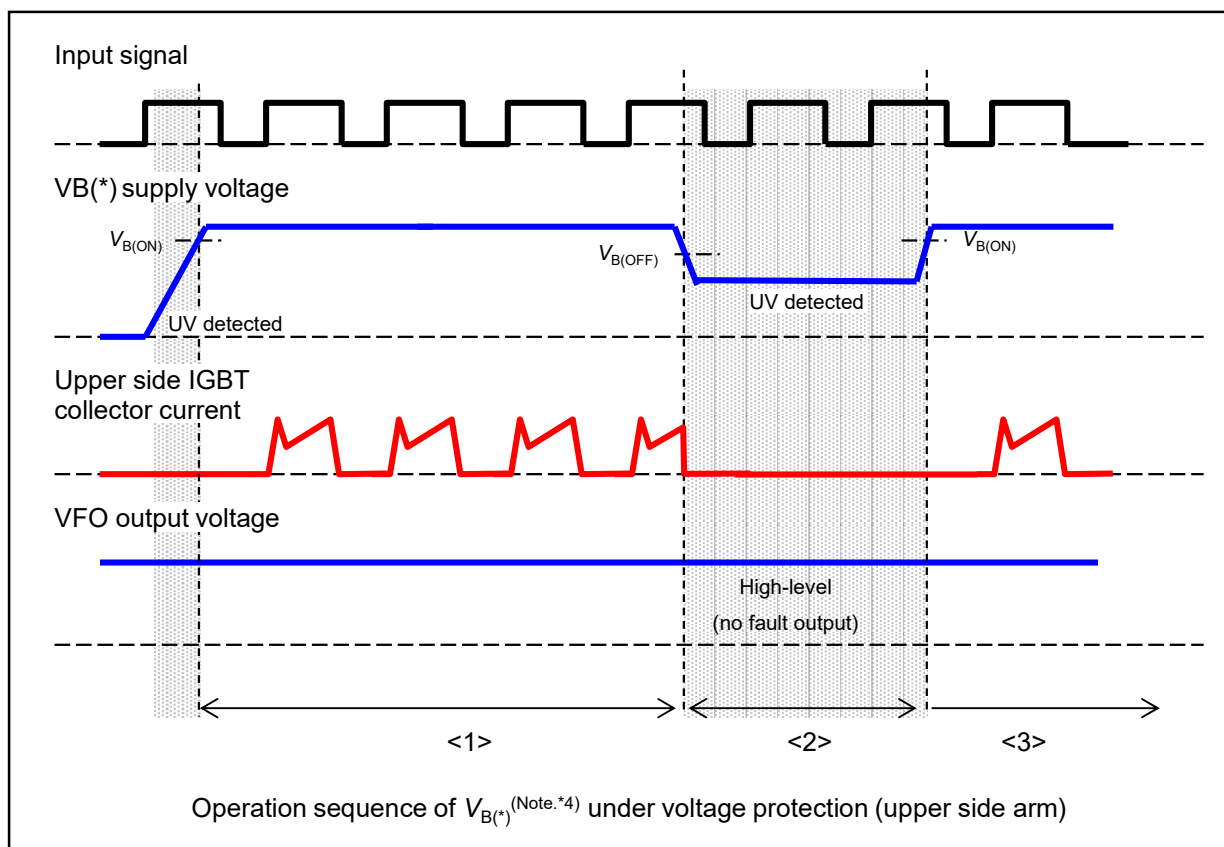 Input signal
VB(*) supply voltage
VB(ON)
VB(OFF)
VB(ON)
UV detected
UV detected
Upper side IGBT
collector current
VFO output voltage
High-level
(no fault output)
<1>
<2>
<3>
Operation sequence of VB(*)(Note.*4) under voltage protection (upper side arm)